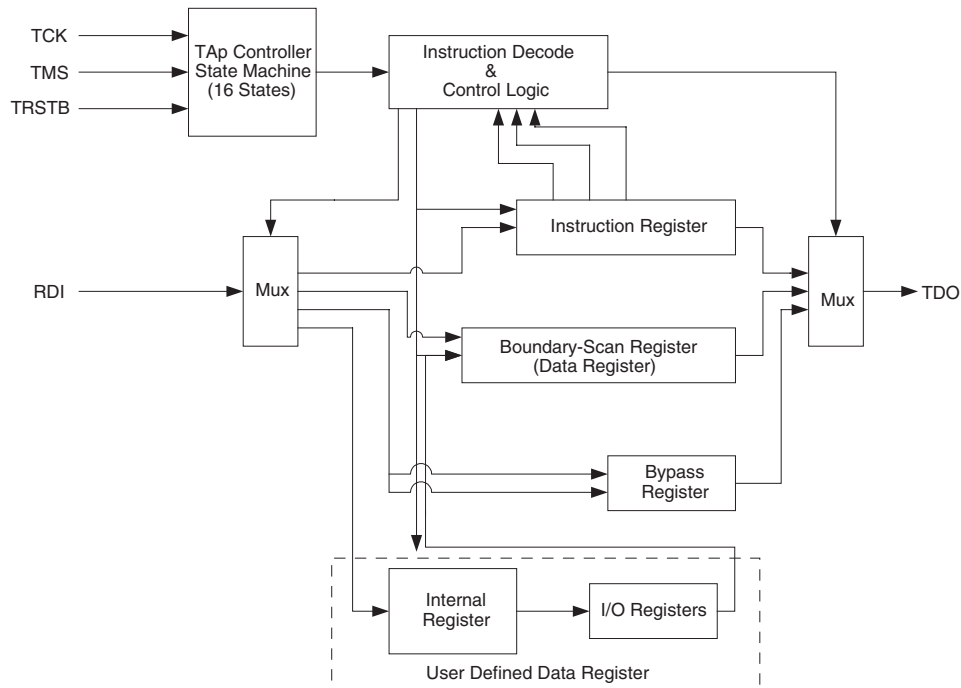 TCK
TMS
TRSTB
TAp Controller
State Machine
(16 States)
Instruction Decode
&
Control Logic
Instruction Register
RDI
Mux
Mux
TDO
Boundary-Scan Register
(Data Register)
Bypass
Register
Internal
Register
I/O Registers
User Defined Data Register